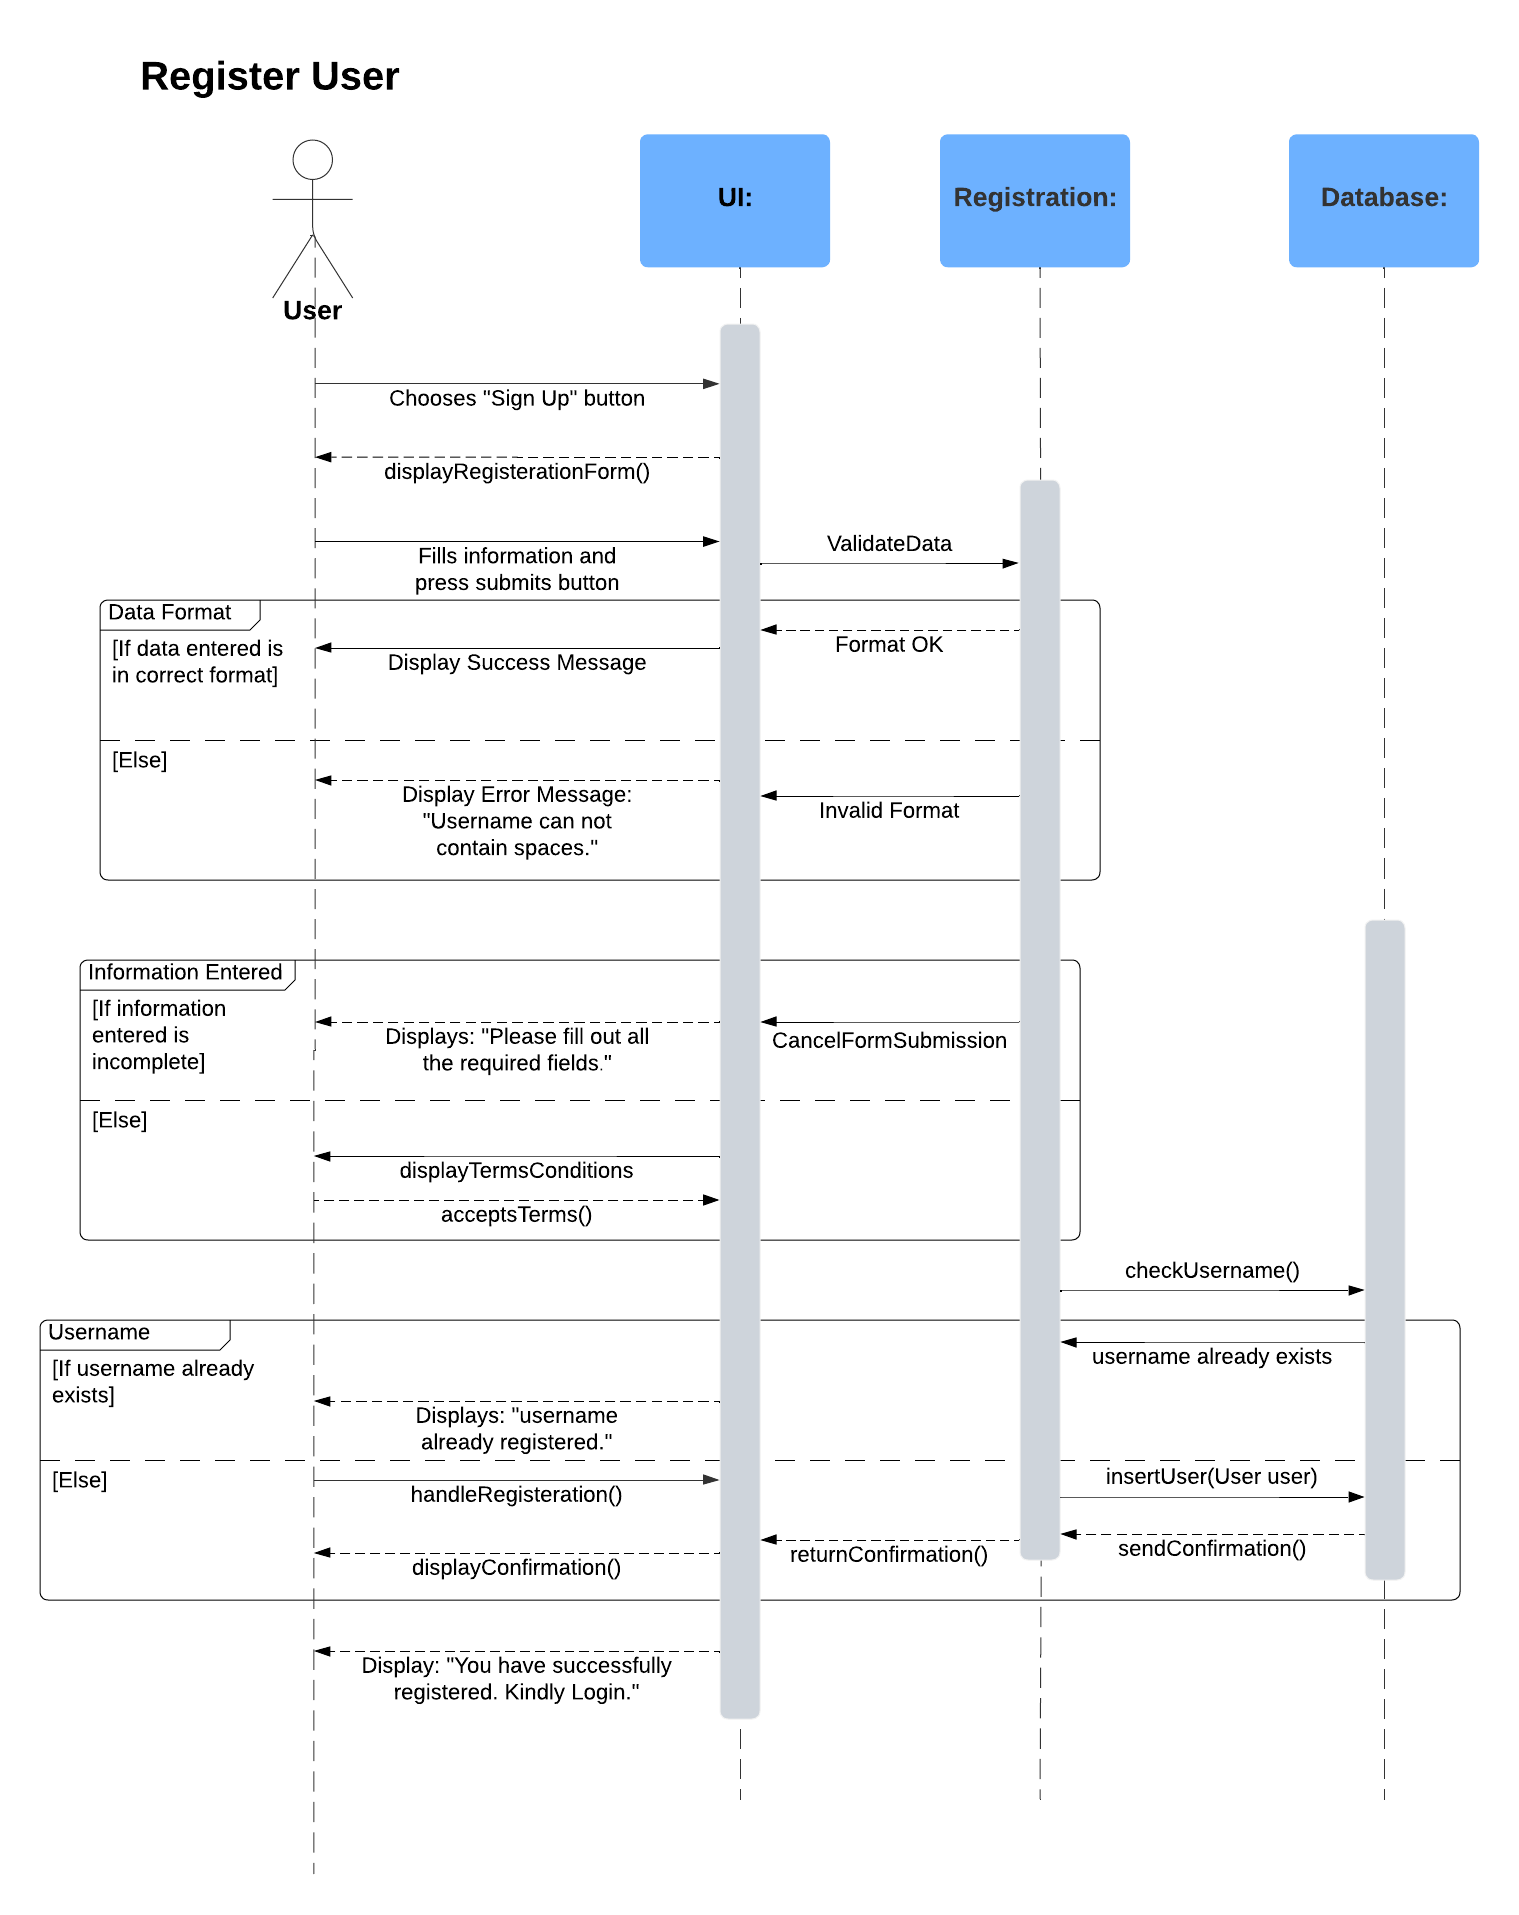 Register User
UI:
Registration:
Database:
User
Chooses "Sign Up" button
displayRegisterationForm()
Fills information and
press submits button
ValidateData
Data Format
[If data entered is
in correct format]
Format OK
Display Success Message
[Else]
Display Error Message:
"Username can not
contain spaces."
Invalid Format
Information Entered
[If information
entered is
incomplete]
Displays: "Please fill out all
the required fields."
CancelFormSubmission
[Else]
displayTermsConditions
acceptsTerms()
checkUsername()
Username
[If username already
exists]
username already exists
Displays: "username
already registered."
[Else]
handleRegisteration()
insertUser(User user)
sendConfirmation()
returnConfirmation()
displayConfirmation()
Display: "You have successfully
registered. Kindly Login."